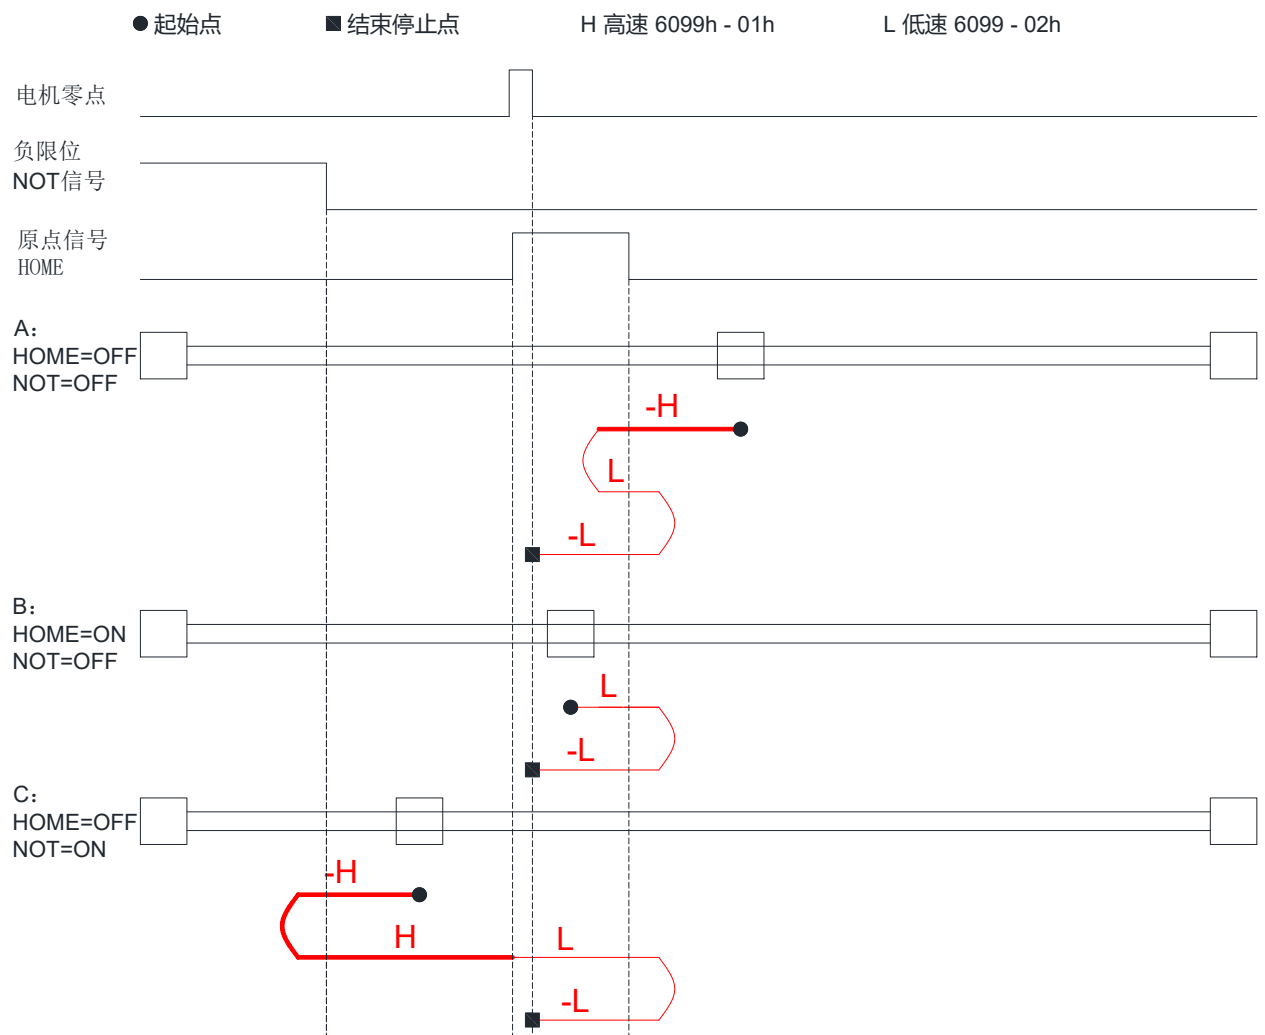 起始点 结束停止点 H 高速 6099h - 01h L 低速 6099 - 02h
电机零点
负限位
NOT信号
原点信号
HOME
A：
HOME=OFF
NOT=OFF
-H
L
-L
B：
HOME=ON
NOT=OFF
L
-L
C：
HOME=OFF
NOT=ON
-H
H L
-L